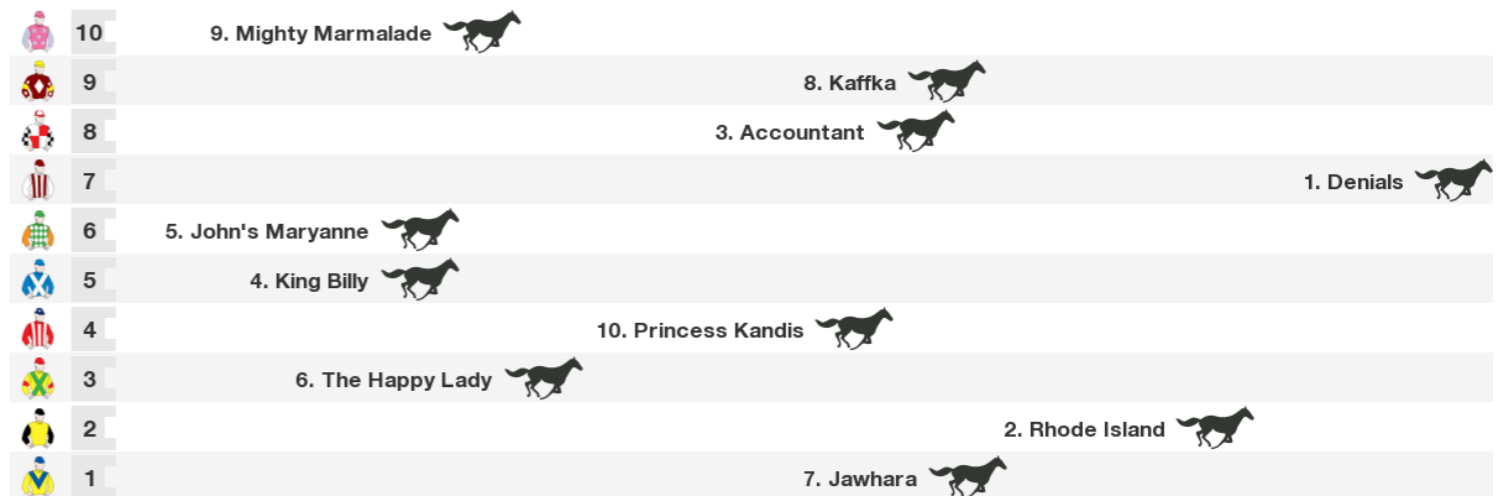 10 9. Mighty Marmalade
9 8. Kaffka
8 3. Accountant
7 1. Denials
6 5. John's Maryanne
5 4. King Billy
4 10. Princess Kandis
3 6. The Happy Lady
2 2. Rhode Island
1 7. Jawhara